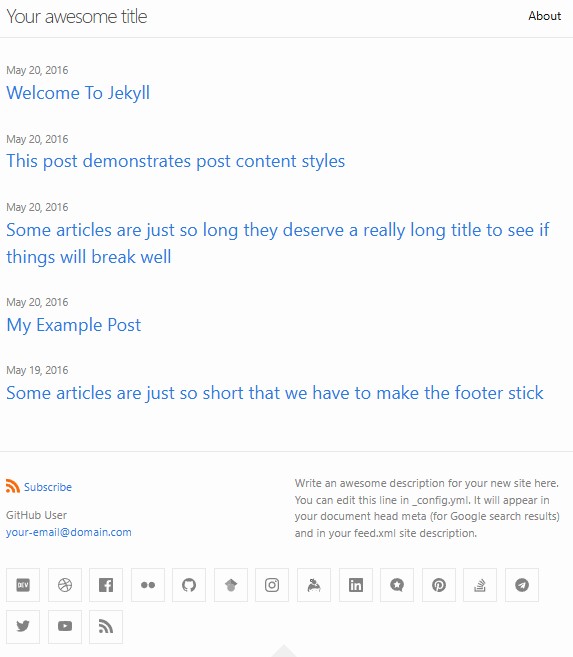 Your awesome title
About
May 20, 2016
Welcome To Jekyll
May 20, 2016
This post demonstrates post content styles
May 20, 2016
Some articles are just so long they deserve a really long title to see if
things will break well
May 20, 2016
My Example Post
May 19, 2016
Some articles are just so short that we have to make the footer stick
Subscribe
GitHub User
your-email@domain.com
Write an awesome description for your new site here.
You can edit this line in _config.yml. It will appear in
your document head meta (for Google search results)
and in your feed.xml site description.
DEV